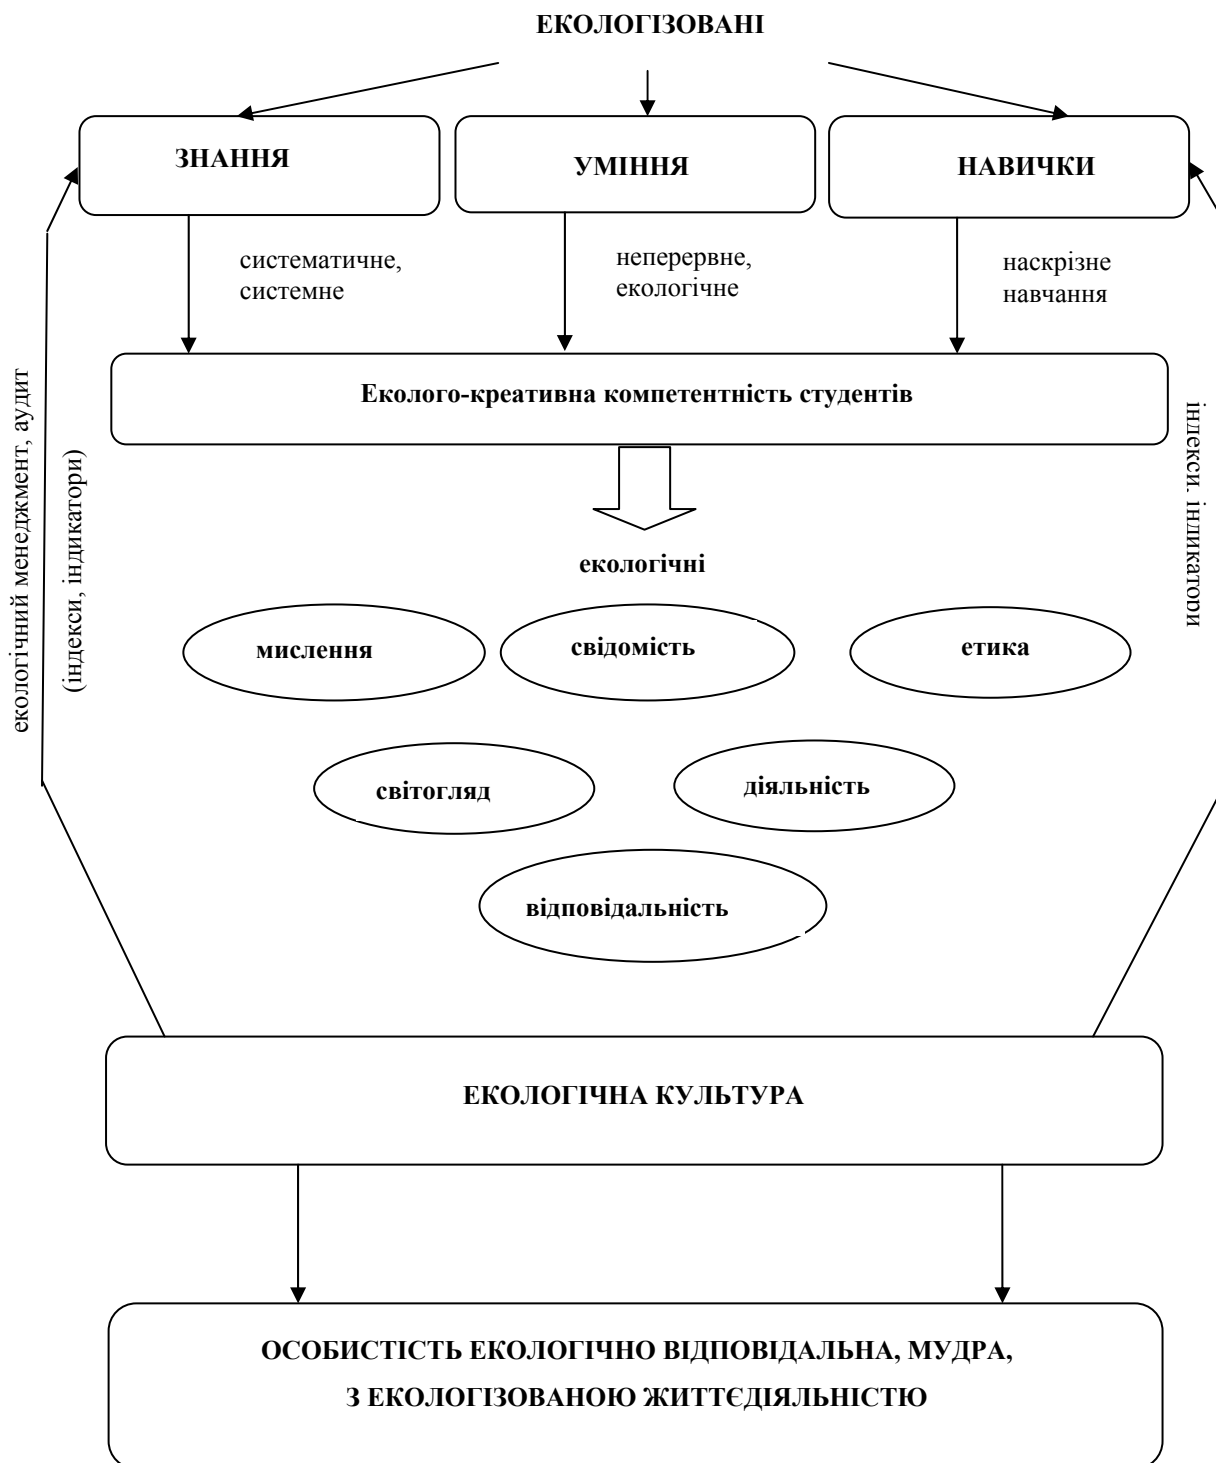 ЕКОЛОГІЗОВАНІ
ЗНАННЯ
УМІННЯ
НАВИЧКИ
систематичне,
системне
неперервне,
екологічне
наскрізне
навчання
Еколого-креативна компетентність студентів
екологічний менеджмент, аудит
(індекси, індикатори)
індекси. індикатори
екологічні
мислення
свідомість
етика
світогляд
діяльність
відповідальність
ЕКОЛОГІЧНА КУЛЬТУРА
ОСОБИСТІСТЬ ЕКОЛОГІЧНО ВІДПОВІДАЛЬНА, МУДРА,
З ЕКОЛОГІЗОВАНОЮ ЖИТТЄДІЯЛЬНІСТЮ